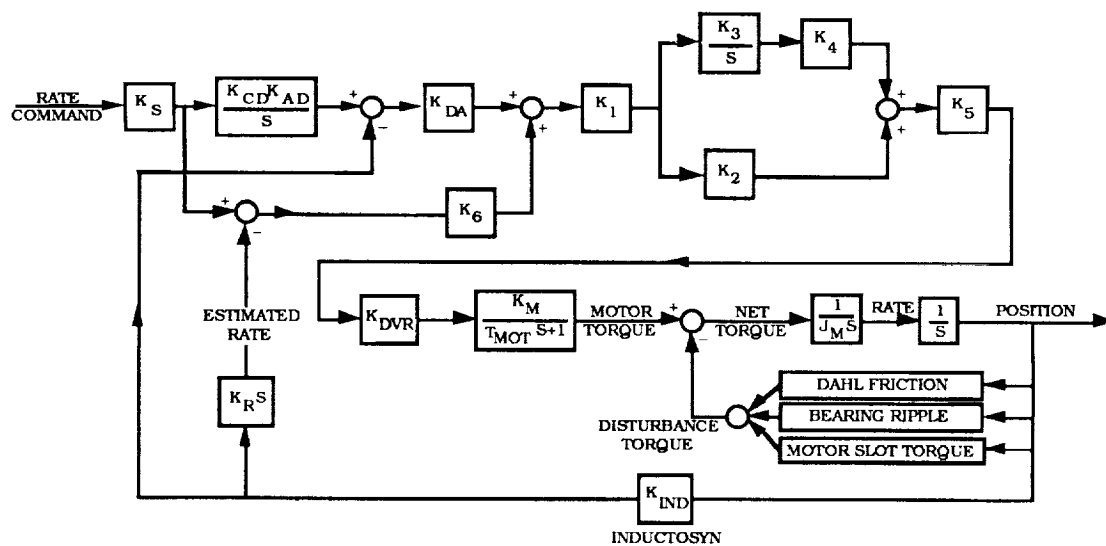 RATE
COMMAND
K_S
K_CD K_AD
S
+
−
K_DA
+
+
K_1
K_3
S
K_4
+
+
K_5
K_2
+
−
K_6
ESTIMATED
RATE
K_R S
K_DVR
K_M
T_MOT S+1
MOTOR
TORQUE
+
−
NET
TORQUE
1
J_M S
RATE
1
S
POSITION
DAHL FRICTION
BEARING RIPPLE
MOTOR SLOT TORQUE
DISTURBANCE
TORQUE
K_IND
INDUCTOSYN